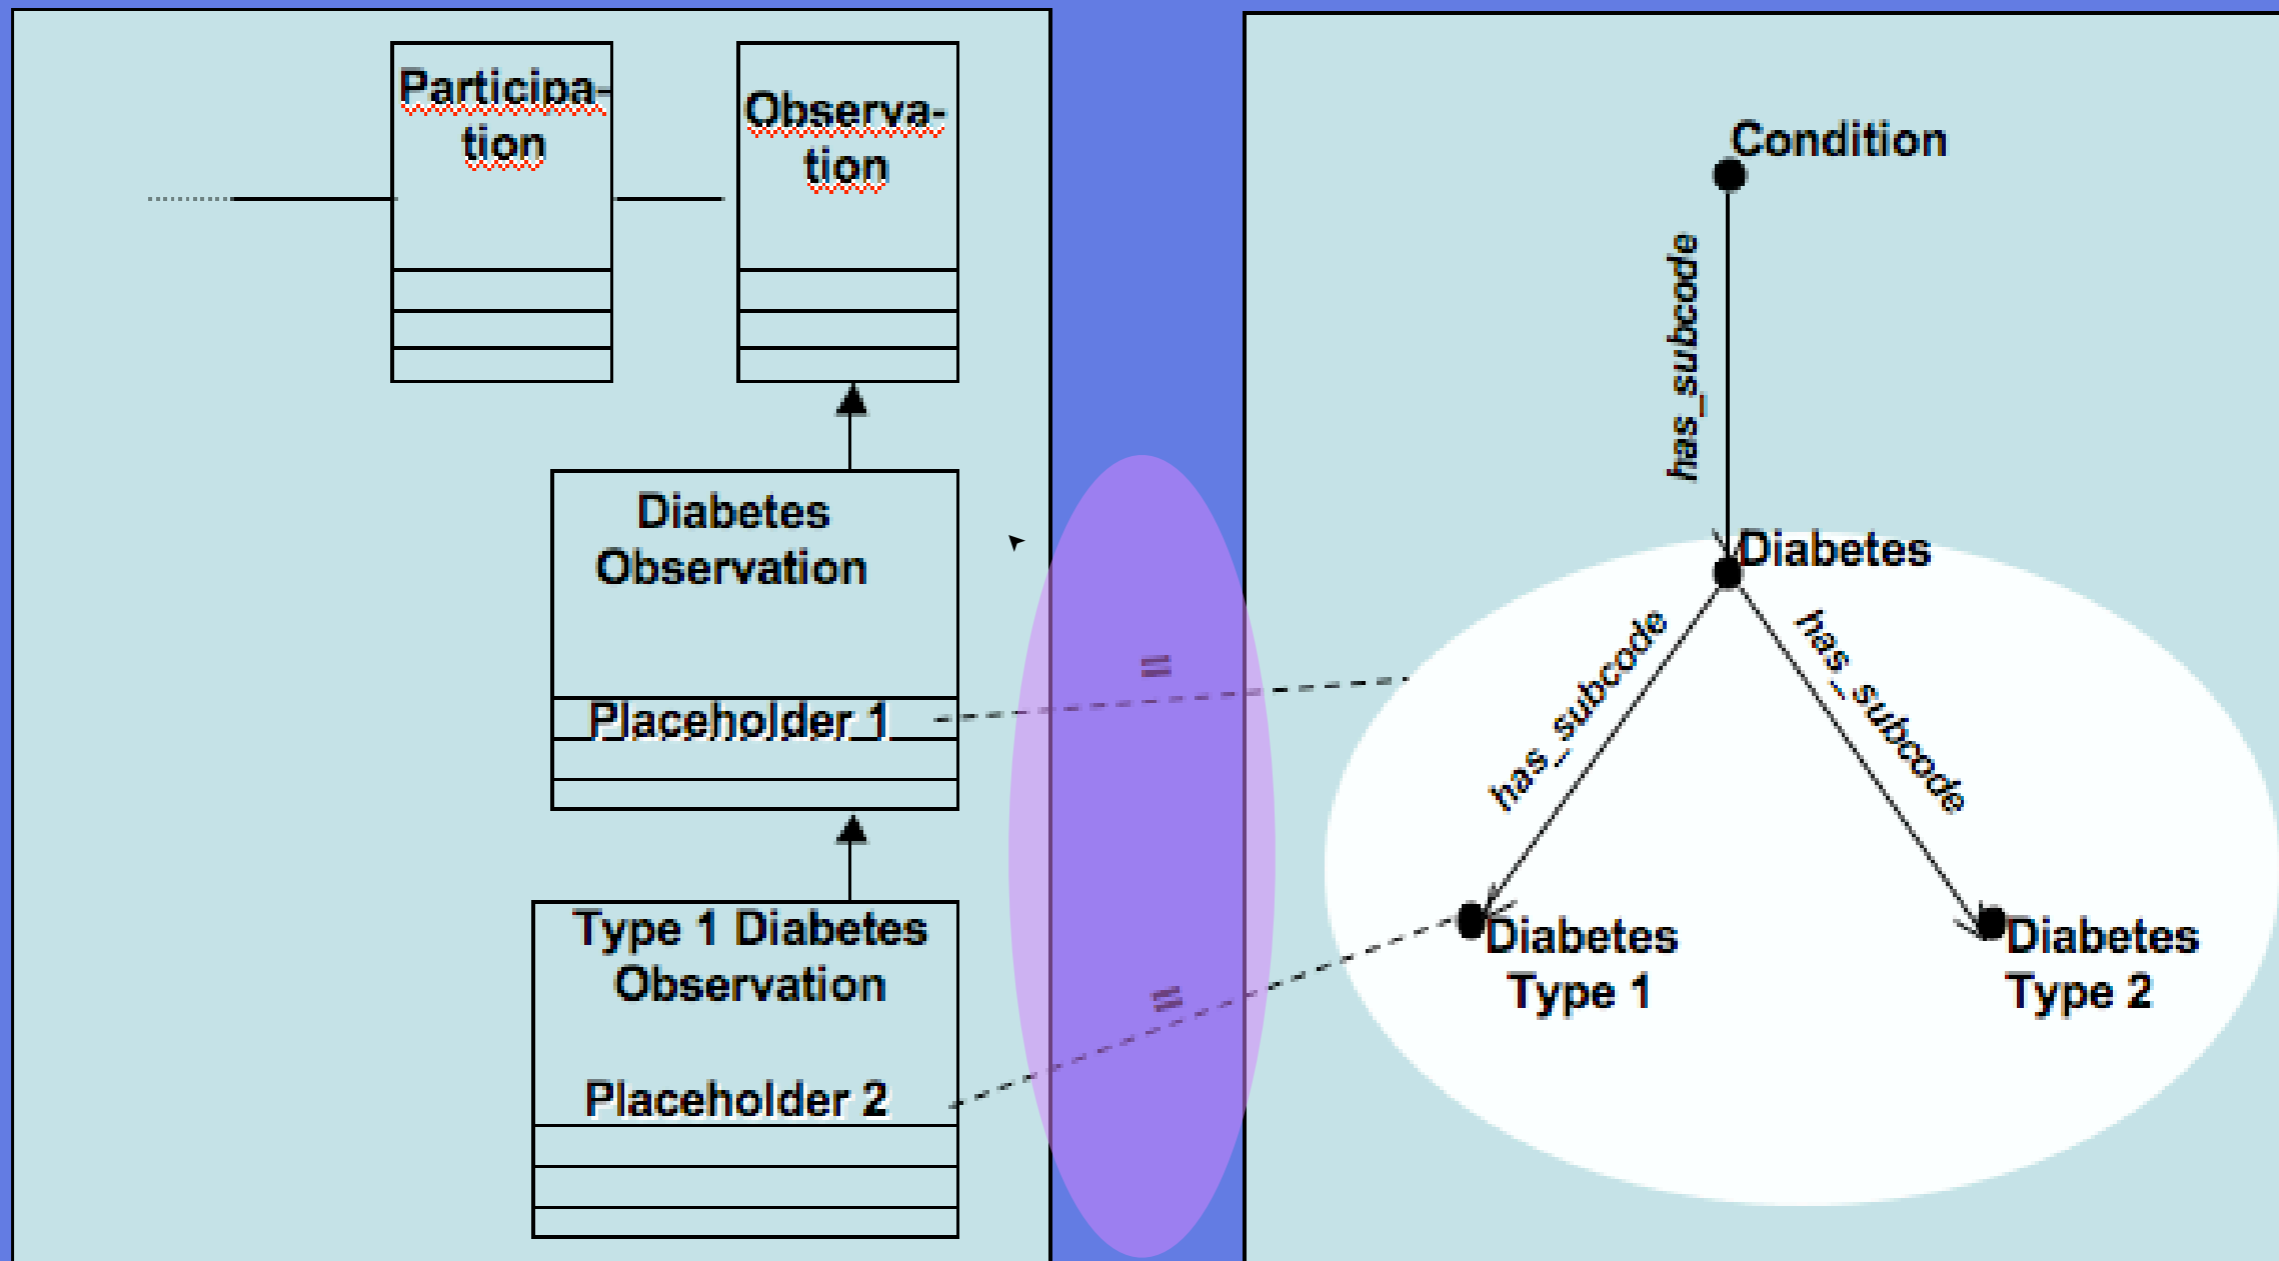 Participa-
tion
Observa-
tion
Diabetes
Observation
Placeholder 1
Type 1 Diabetes
Observation
Placeholder 2
=
=
Condition
has_subcode
Diabetes
has_subcode
has_subcode
Diabetes
Type 1
Diabetes
Type 2